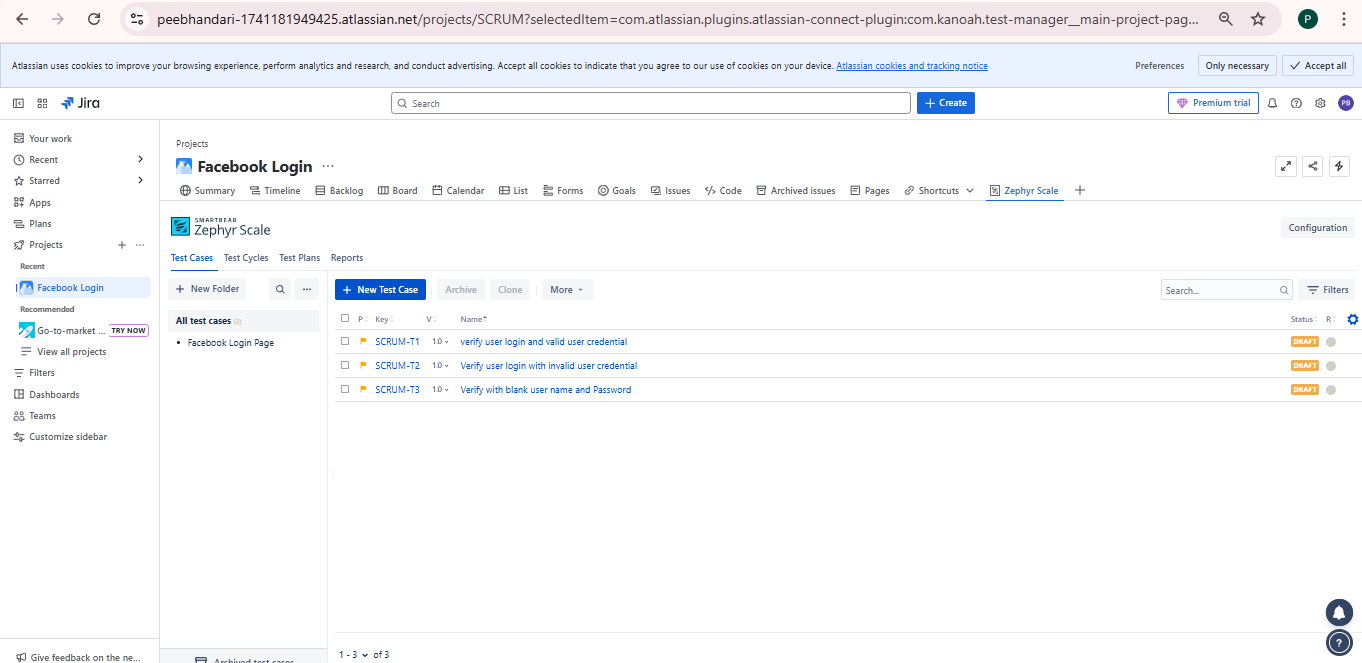 peebhandari-1741181949425.atlassian.net/projects/SCRUM?selectedItem=com.atlassian.plugins.atlassian-connect-plugin:com.kanoah.test-manager__main-project-pag...
P
Atlassian uses cookies to improve your browsing experience, perform analytics and research, and conduct advertising. Accept all cookies to indicate that you agree to our use of cookies on your device. Atlassian cookies and tracking notice
Preferences
Only necessary
Accept all
Jira
Search
Create
Premium trial
PB
Your work
Recent
Starred
Apps
Plans
Projects
Recent
Facebook Login
Recommended
Go-to-market ... TRY NOW
View all projects
Filters
Dashboards
Teams
Customize sidebar
Give feedback on the ne...
Projects
Facebook Login
Summary
Timeline
Backlog
Board
Calendar
List
Forms
Goals
Issues
Code
Archived issues
Pages
Shortcuts
Zephyr Scale
SMARTBEAR
Zephyr Scale
Configuration
Test Cases
Test Cycles
Test Plans
Reports
New Folder
All test cases (3)
Facebook Login Page
Archived test cases
New Test Case
Archive
Clone
More
Search...
Filters
P Key V Name Status R
SCRUM-T1 1.0 verify user login and valid user credential DRAFT
SCRUM-T2 1.0 Verify user login with invalid user credential DRAFT
SCRUM-T3 1.0 Verify with blank user name and Password DRAFT
1 - 3 of 3